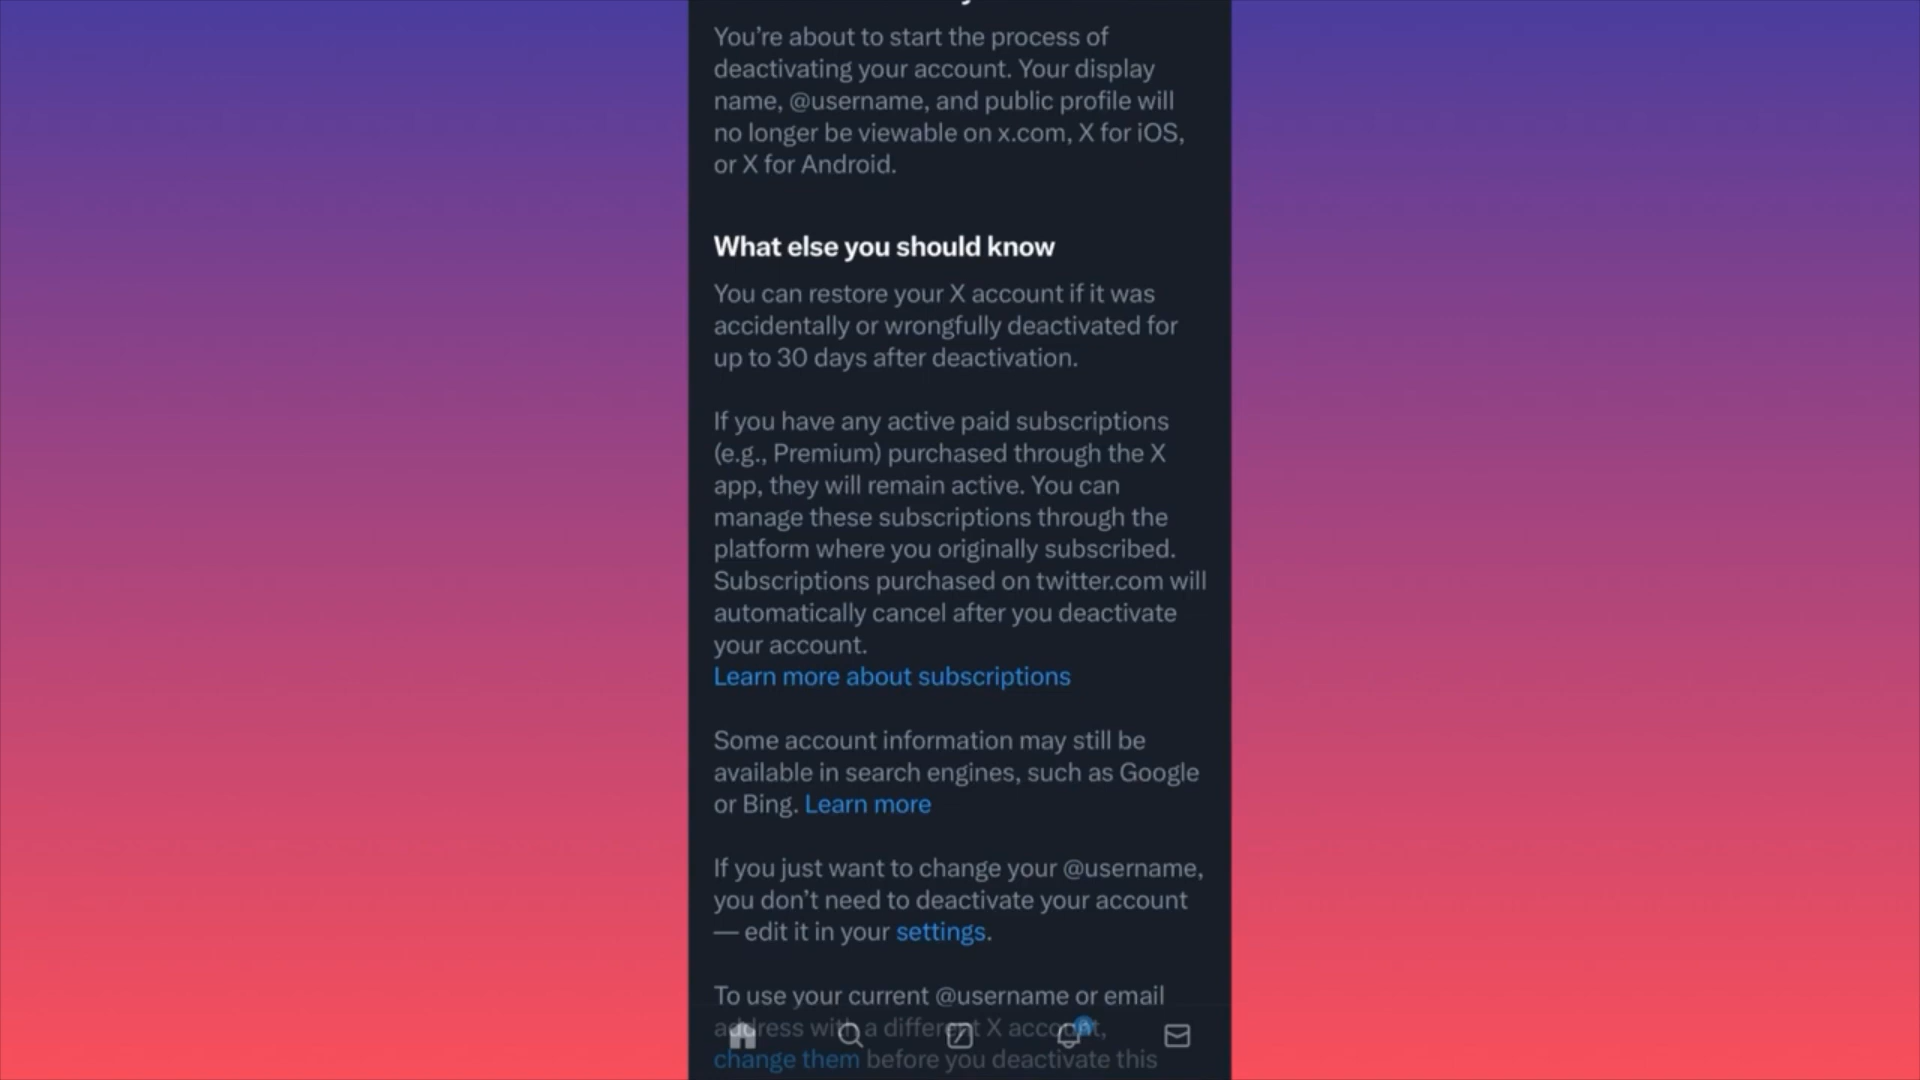 You’re about to start the process of
deactivating your account. Your display
name, @username, and public profile will
no longer be viewable on x.com, X for iOS,
or X for Android.
What else you should know
You can restore your X account if it was
accidentally or wrongfully deactivated for
up to 30 days after deactivation.
If you have any active paid subscriptions
(e.g., Premium) purchased through the X
app, they will remain active. You can
manage these subscriptions through the
platform where you originally subscribed.
Subscriptions purchased on twitter.com will
automatically cancel after you deactivate
your account.
Learn more about subscriptions
Some account information may still be
available in search engines, such as Google
or Bing. Learn more
If you just want to change your @username,
you don’t need to deactivate your account
— edit it in your settings.
To use your current @username or email
address with a different X account,
change them before you deactivate this